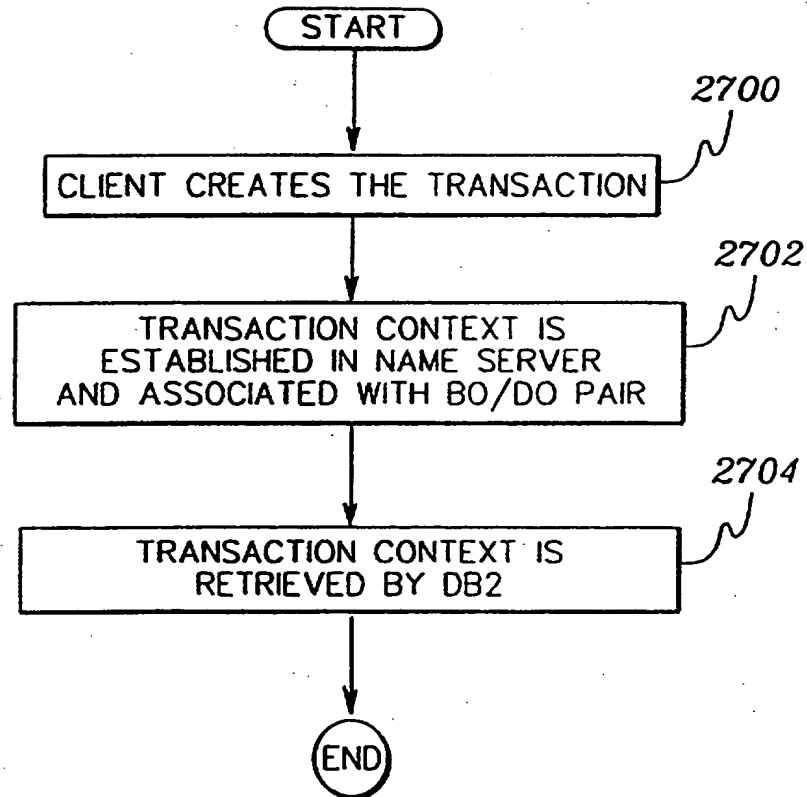 START
2700
CLIENT CREATES THE TRANSACTION
2702
TRANSACTION CONTEXT IS
ESTABLISHED IN NAME SERVER
AND ASSOCIATED WITH BO/DO PAIR
2704
TRANSACTION CONTEXT IS
RETRIEVED BY DB2
END